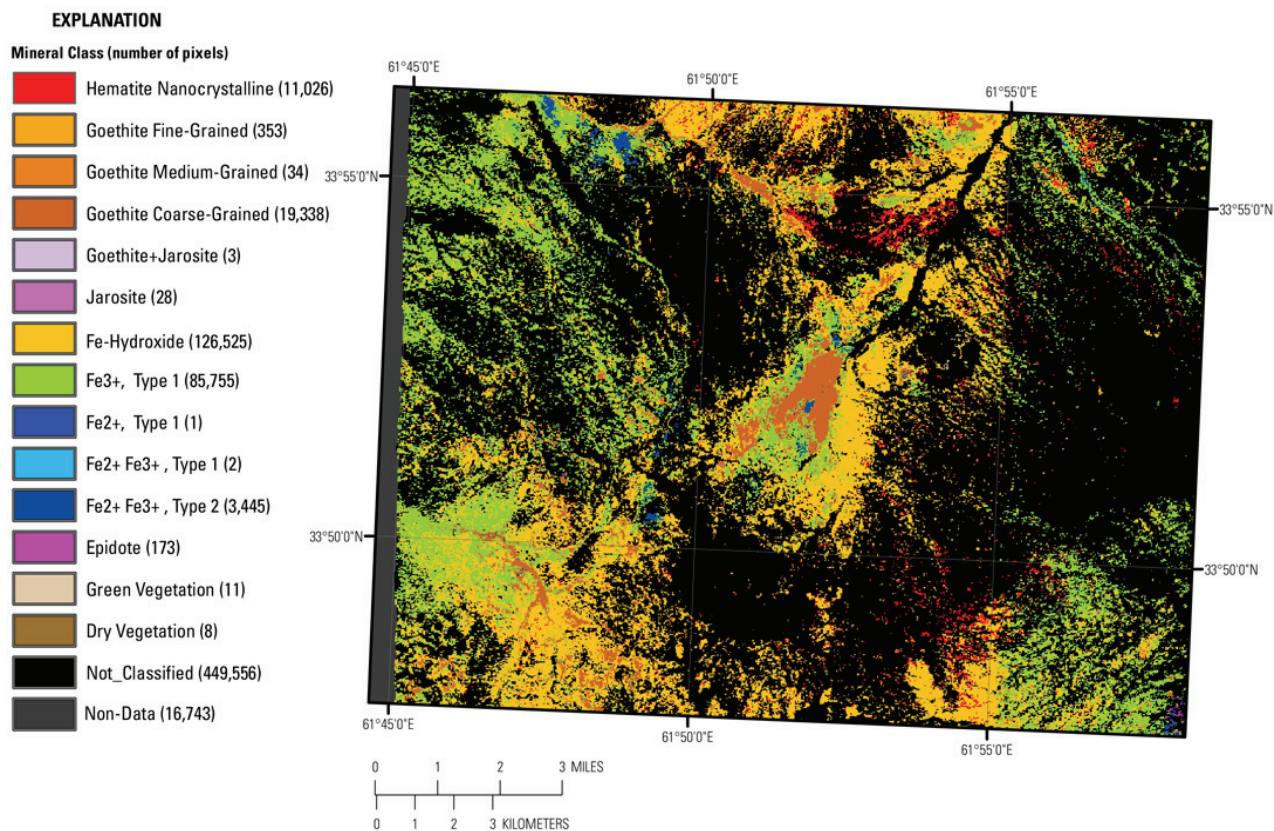 EXPLANATION
Mineral Class (number of pixels)
Hematite Nanocrystalline (11,026)
Goethite Fine-Grained (353)
Goethite Medium-Grained (34)
Goethite Coarse-Grained (19,338)
Goethite+Jarosite (3)
Jarosite (28)
Fe-Hydroxide (126,525)
Fe3+, Type 1 (85,755)
Fe2+, Type 1 (1)
Fe2+ Fe3+ , Type 1 (2)
Fe2+ Fe3+ , Type 2 (3,445)
Epidote (173)
Green Vegetation (11)
Dry Vegetation (8)
Not_Classified (449,556)
Non-Data (16,743)
61°45'0"E
61°50'0"E
61°55'0"E
33°55'0"N
33°55'0"N
33°50'0"N
33°50'0"N
61°45'0"E
61°50'0"E
61°55'0"E
0 1 2 3 MILES
0 1 2 3 KILOMETERS